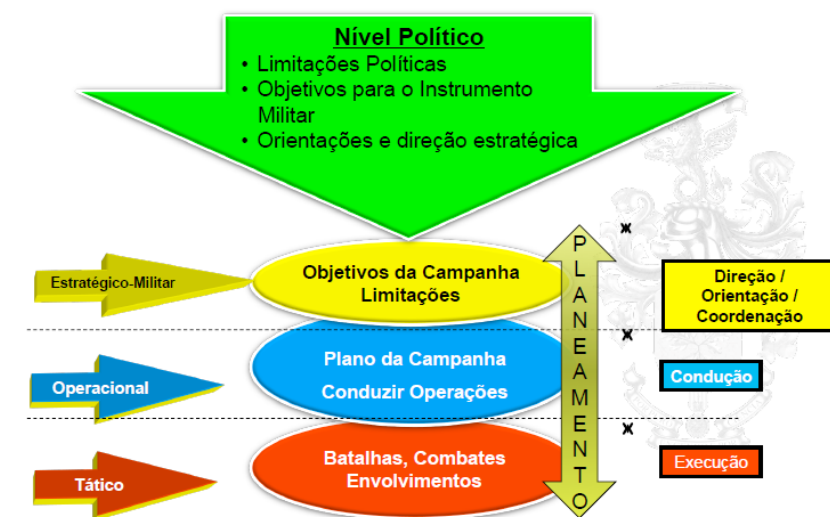 Nível Político
• Limitações Políticas
• Objetivos para o Instrumento
Militar
• Orientações e direção estratégica
Estratégico-Militar
Objetivos da Campanha
Limitações
Direção /
Orientação /
Coordenação
Operacional
Plano da Campanha
Conduzir Operações
Condução
Tático
Batalhas, Combates
Envolvimentos
Execução
P
L
A
N
E
A
M
E
N
T
O